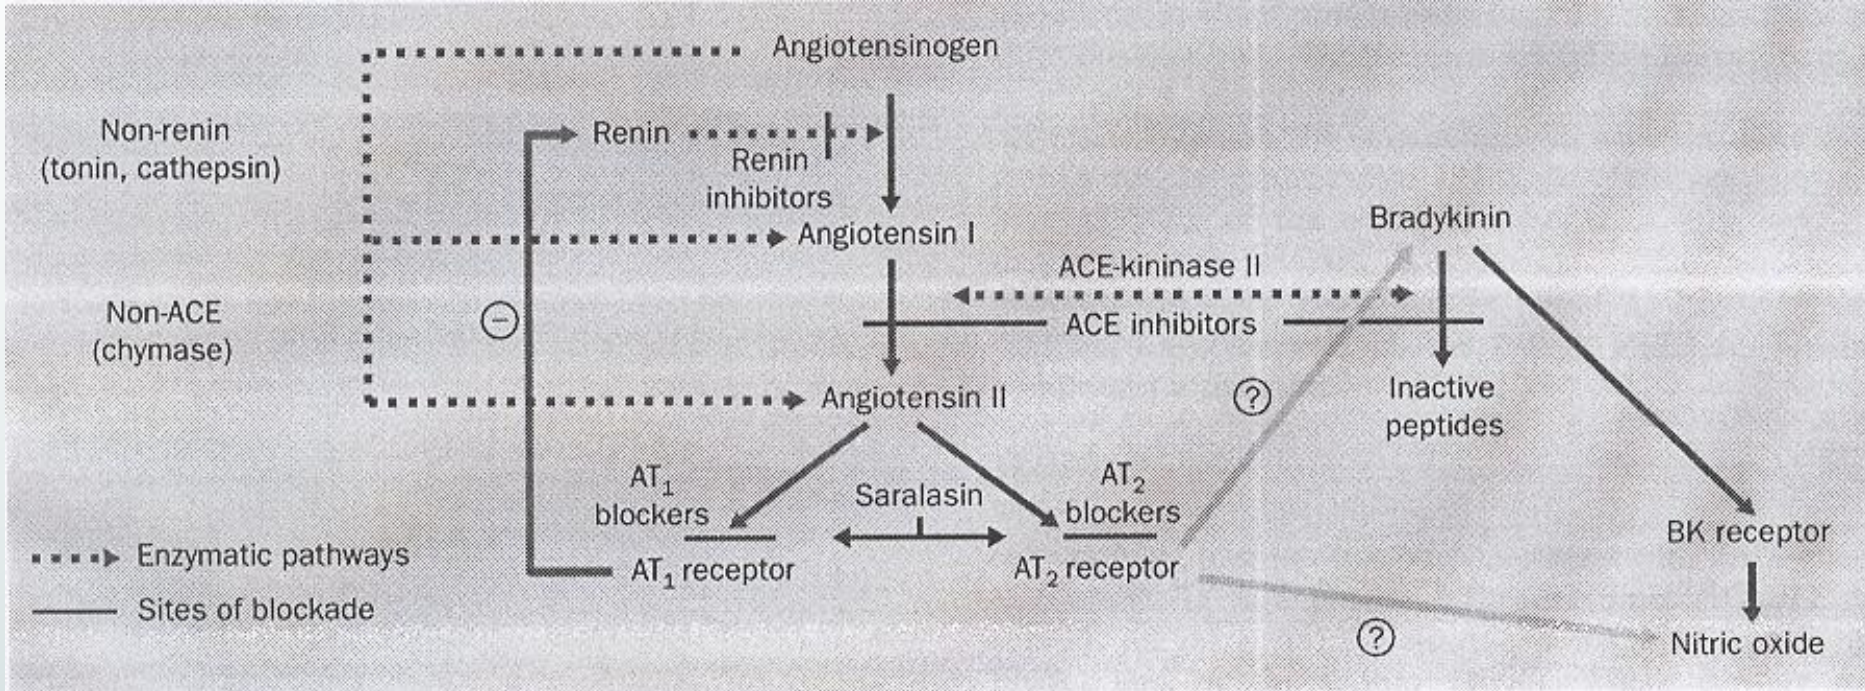 Angiotensinogen
Non-renin
(tonin, cathepsin)
Renin
Renin
inhibitors
Angiotensin I
Bradykinin
ACE-kininase II
ACE inhibitors
Non-ACE
(chymase)
−
Angiotensin II
?
Inactive
peptides
AT₁
blockers
Saralasin
AT₂
blockers
BK receptor
AT₁ receptor
AT₂ receptor
Enzymatic pathways
Sites of blockade
?
Nitric oxide